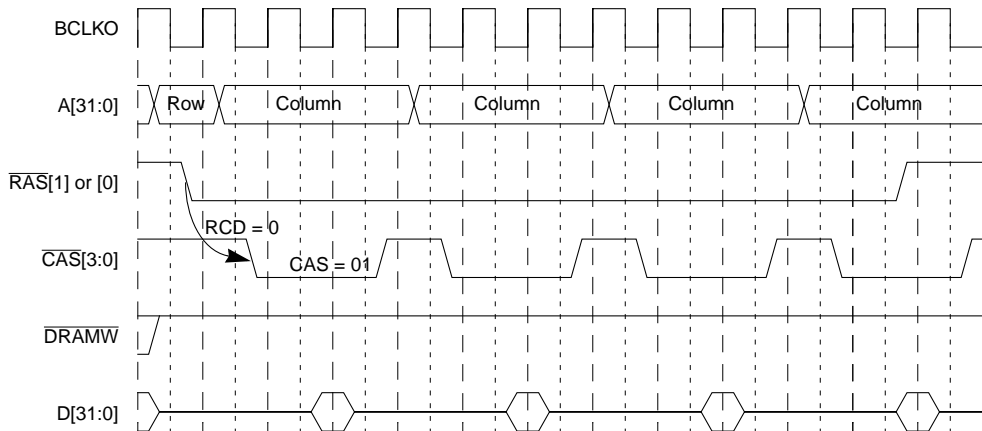 BCLKO
A[31:0] Row Column Column Column Column
RAS[1] or [0]
RCD = 0
CAS[3:0]
CAS = 01
DRAMW
D[31:0]